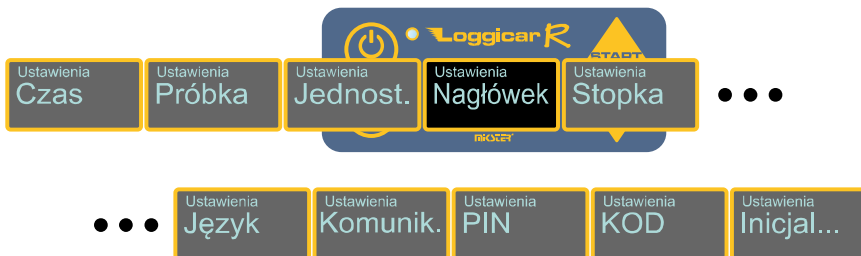 Loggicar R
START
Ustawienia Ustawienia Ustawienia Ustawienia Ustawienia
Czas Próbka Jednost. Nagłówek Stopka
mikster
Ustawienia Ustawienia Ustawienia Ustawienia Ustawienia
Język Komunik. PIN KOD Inicjal...